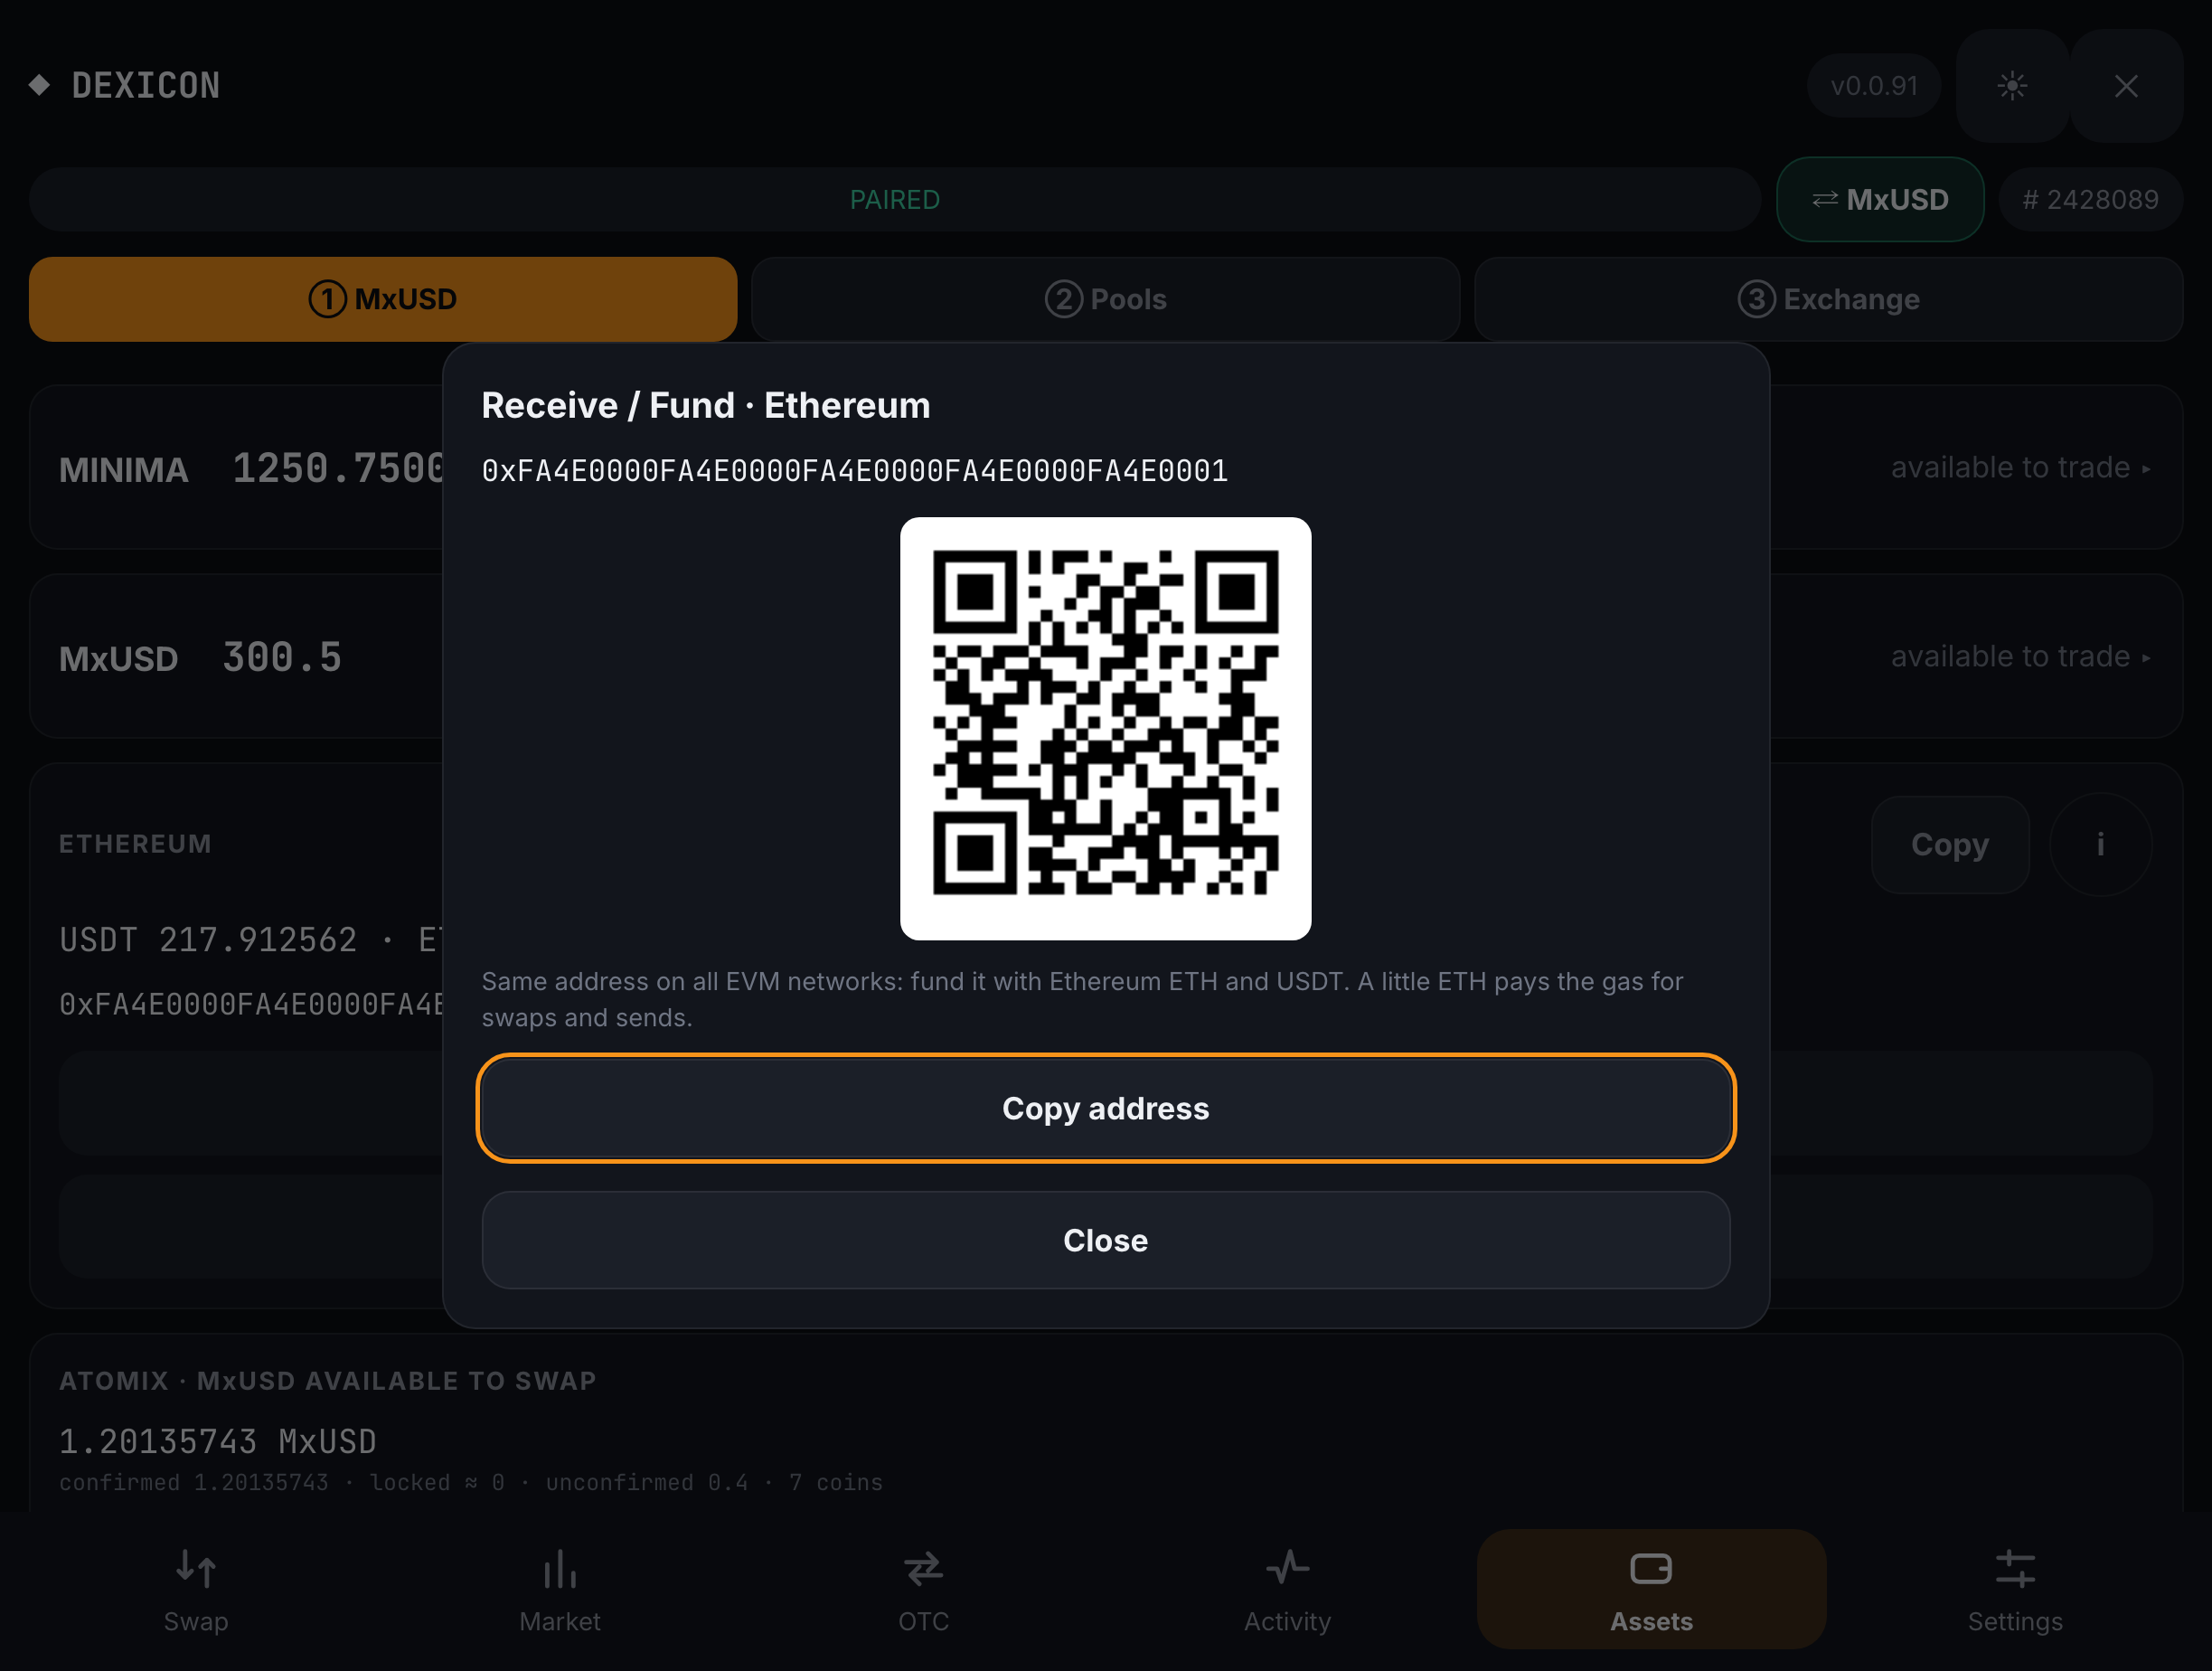 ◆ DEXICON
v0.0.91
PAIRED
⇄ MxUSD
# 2428089
① MxUSD
② Pools
③ Exchange
Receive / Fund · Ethereum
0xFA4E0000FA4E0000FA4E0000FA4E0000FA4E0001
MINIMA 1250.7500
available to trade ▸
MxUSD 300.5
available to trade ▸
ETHEREUM
Copy
i
USDT 217.912562 ·
0xFA4E0000FA4E0000FA4E
Same address on all EVM networks: fund it with Ethereum ETH and USDT. A little ETH pays the gas for
swaps and sends.
Copy address
Close
ATOMIX · MxUSD AVAILABLE TO SWAP
1.20135743 MxUSD
confirmed 1.20135743 · locked ≈ 0 · unconfirmed 0.4 · 7 coins
Swap
Market
OTC
Activity
Assets
Settings